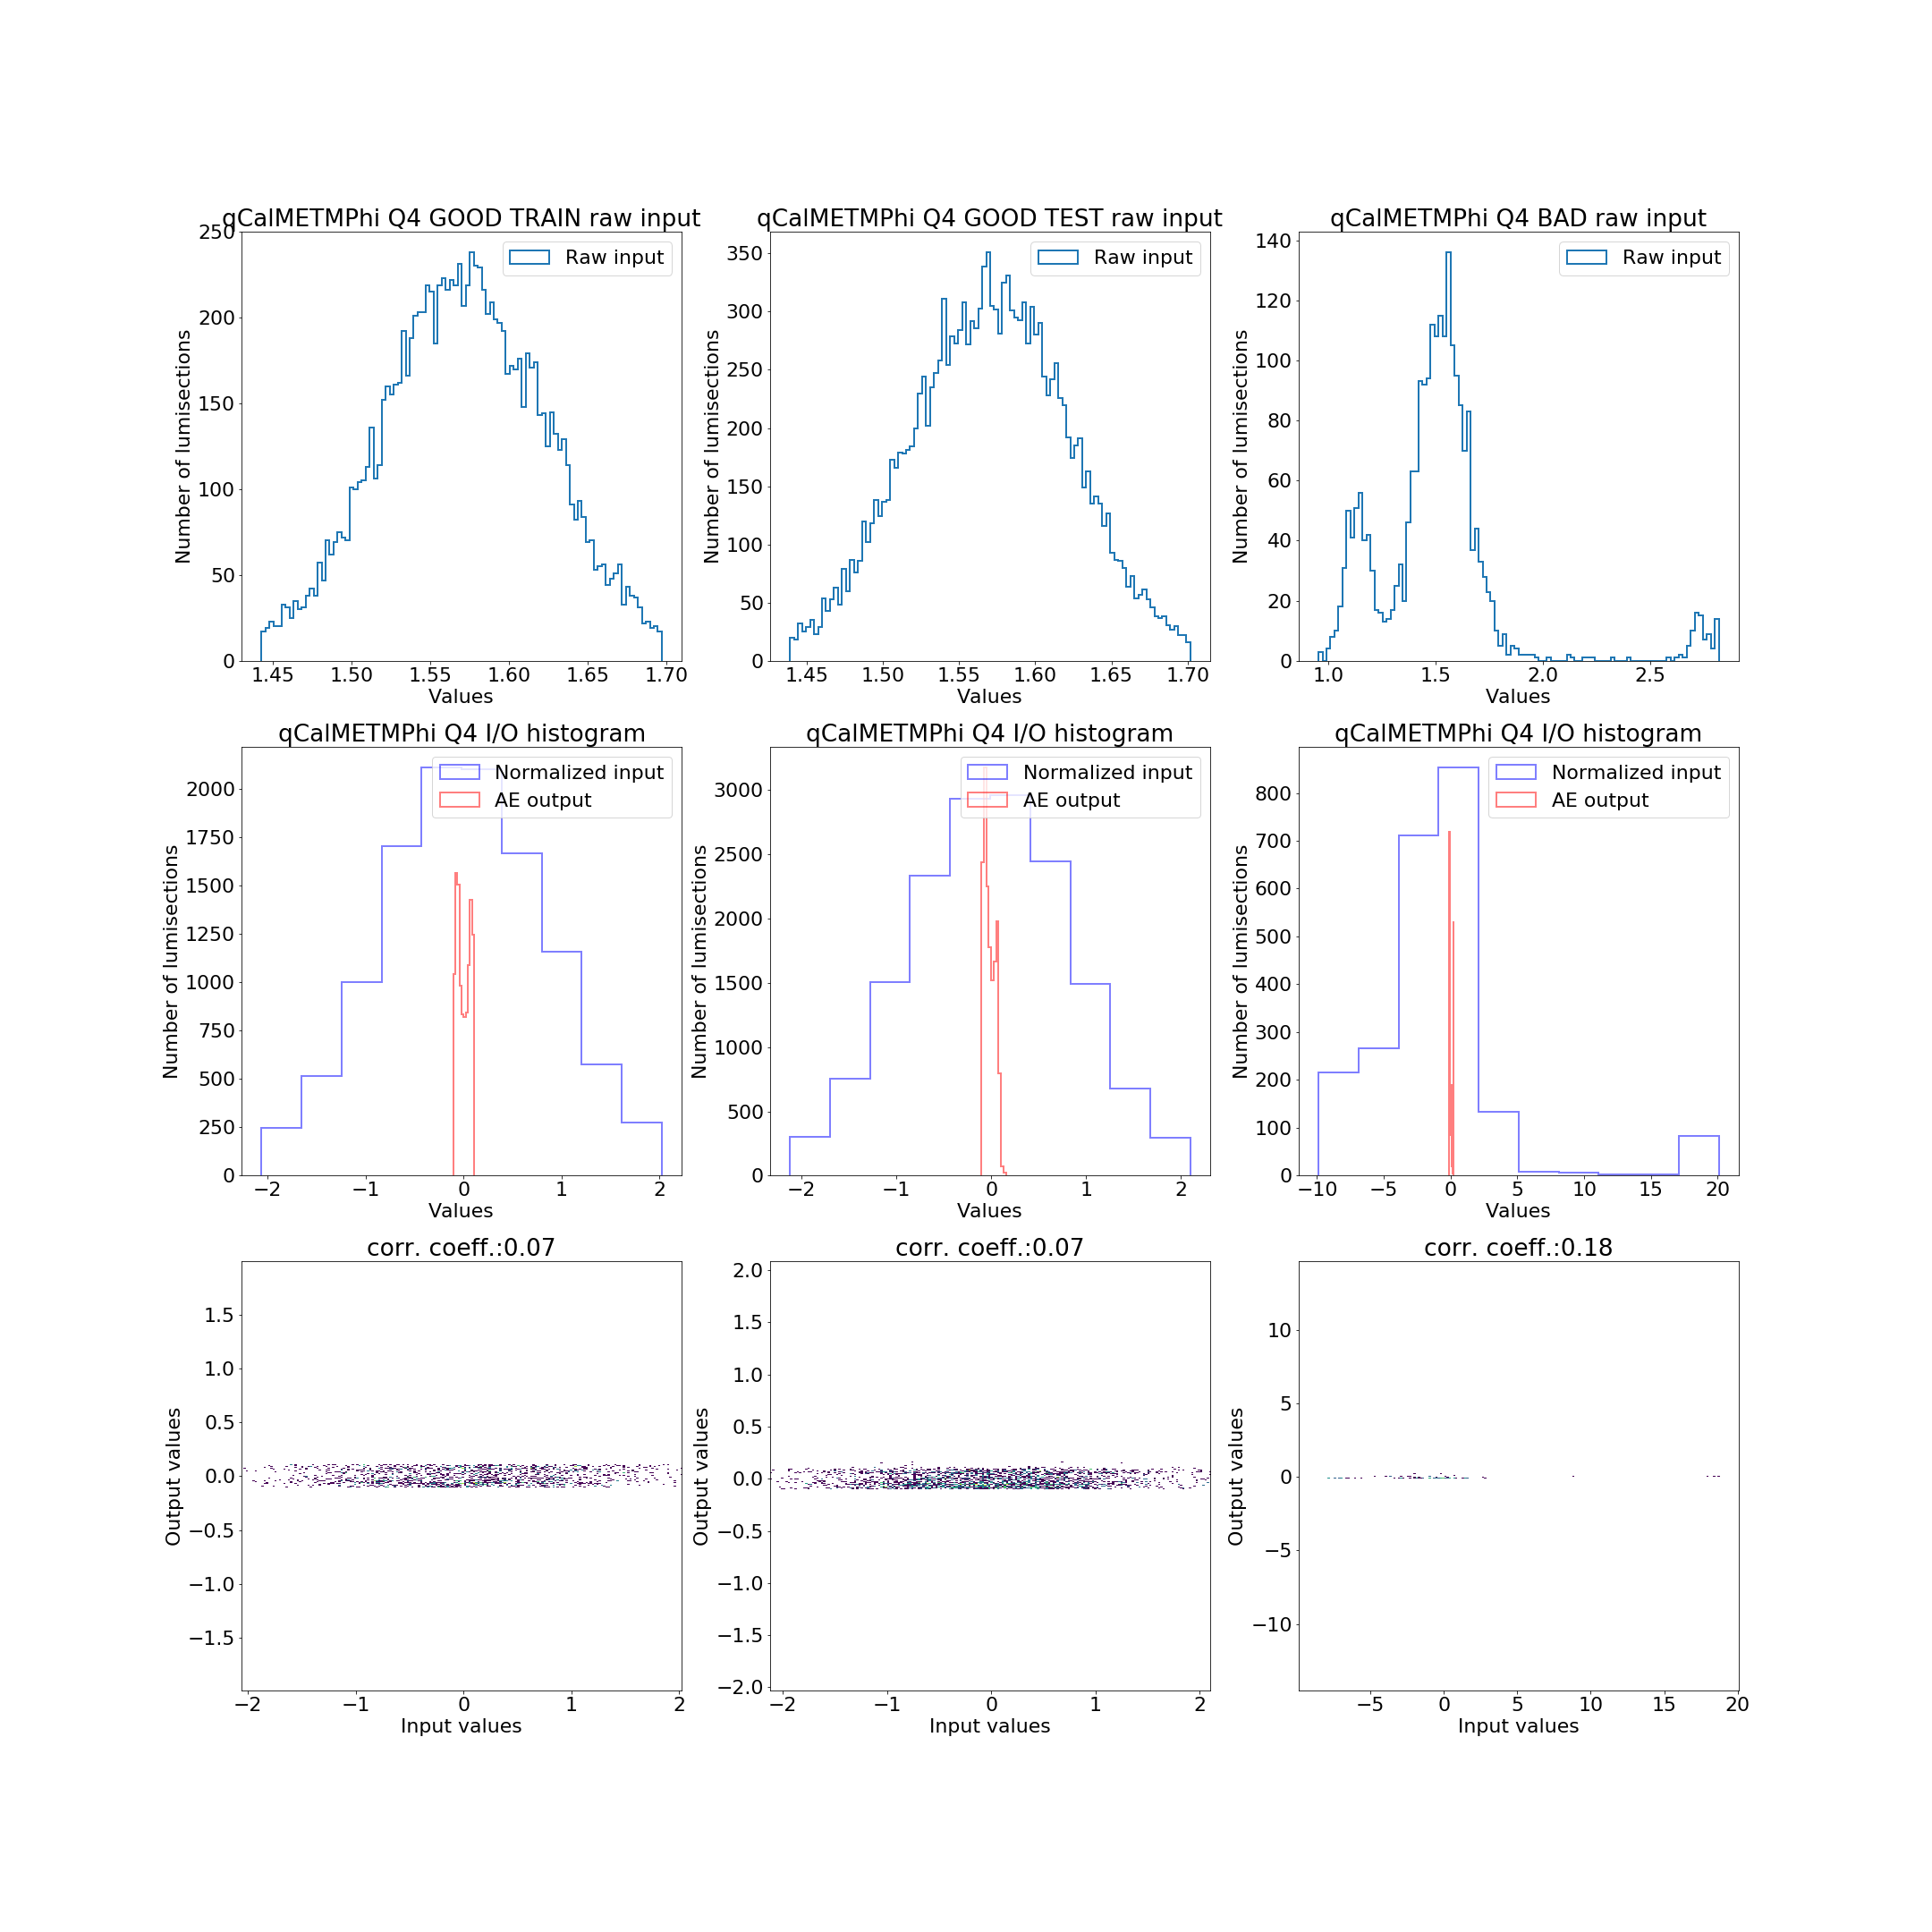 qCalMETMPhi Q4 GOOD TRAIN raw input
250
200
150
100
50
0
Number of lumisections
Raw input
1.45 1.50 1.55 1.60 1.65 1.70
Values
qCalMETMPhi Q4 GOOD TEST raw input
350
300
250
200
150
100
50
0
Number of lumisections
Raw input
1.45 1.50 1.55 1.60 1.65 1.70
Values
qCalMETMPhi Q4 BAD raw input
140
120
100
80
60
40
20
0
Number of lumisections
Raw input
1.0 1.5 2.0 2.5
Values
qCalMETMPhi Q4 I/O histogram
2000
1750
1500
1250
1000
750
500
250
0
Number of lumisections
Normalized input
AE output
−2 −1 0 1 2
Values
qCalMETMPhi Q4 I/O histogram
3000
2500
2000
1500
1000
500
0
Number of lumisections
Normalized input
AE output
−2 −1 0 1 2
Values
qCalMETMPhi Q4 I/O histogram
800
700
600
500
400
300
200
100
0
Number of lumisections
Normalized input
AE output
−10 −5 0 5 10 15 20
Values
corr. coeff.:0.07
1.5
1.0
0.5
0.0
−0.5
−1.0
−1.5
Output values
−2 −1 0 1 2
Input values
corr. coeff.:0.07
2.0
1.5
1.0
0.5
0.0
−0.5
−1.0
−1.5
−2.0
Output values
−2 −1 0 1 2
Input values
corr. coeff.:0.18
10
5
0
−5
−10
Output values
−5 0 5 10 15 20
Input values